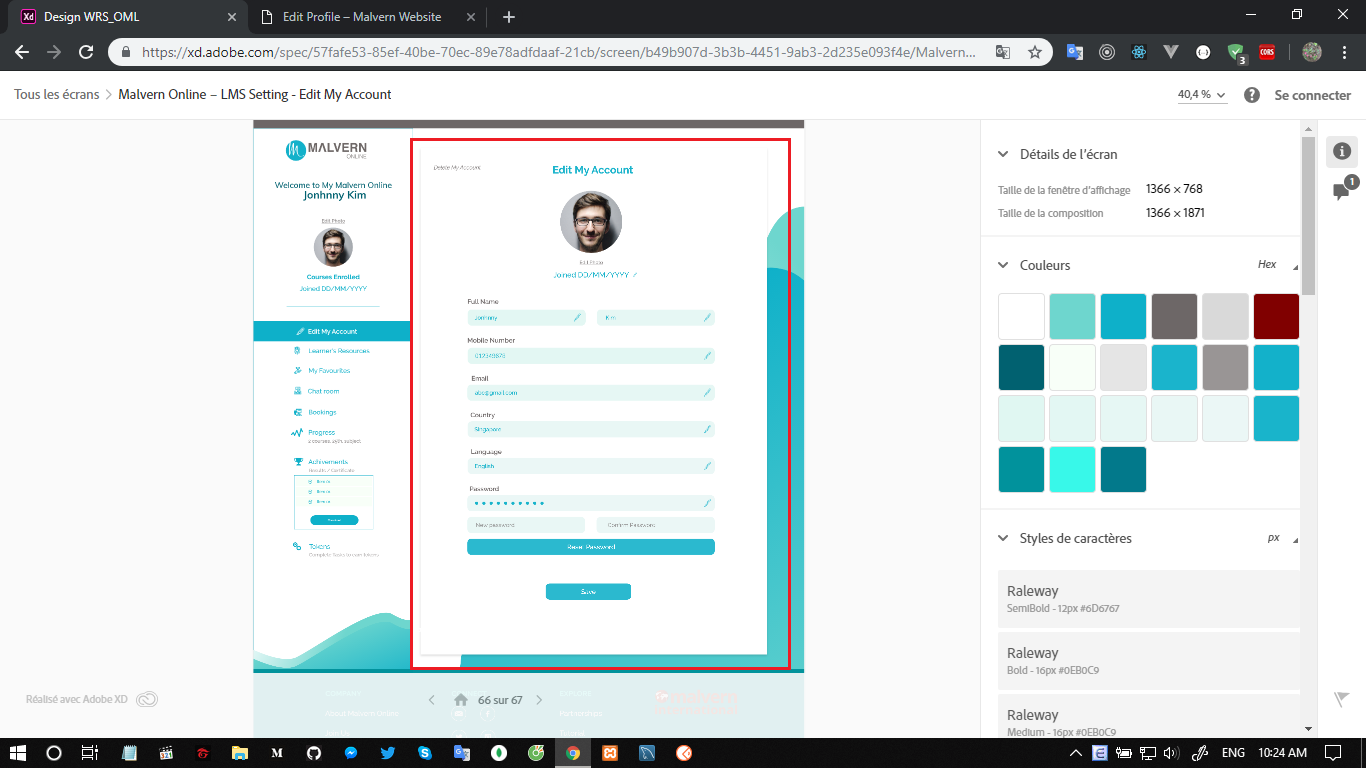 Design WRS_OML
Edit Profile – Malvern Website
https://xd.adobe.com/spec/57fafe53-85ef-40be-70ec-89e78adfdaaf-21cb/screen/b49b907d-3b3b-4451-9ab3-2d235e093f4e/Malvern...
3
CORS
Tous les écrans > Malvern Online – LMS Setting - Edit My Account
40,4 %
Se connecter
MALVERN
ONLINE
Welcome to My Malvern Online
Jonhnny Kim
Edit Photo
Courses Enrolled
Joined DD/MM/YYYY
Edit My Account
Learner's Resources
My Favourites
Chat room
Bookings
Progress
Achivements
Tokens
Delete My Account
Edit My Account
Edit Photo
Joined DD/MM/YYYY
Full Name
Jonhnny
Kim
Mobile Number
012345678
Email
abc@gmail.com
Country
Singapore
Language
English
Password
New password
Confirm Password
Reset Password
Save
Réalisé avec Adobe XD
66 sur 67
Détails de l’écran
Taille de la fenêtre d’affichage 1366 × 768
Taille de la composition 1366 × 1871
Couleurs
Hex
Styles de caractères
px
Raleway
SemiBold - 12px #6D6767
Raleway
Bold - 16px #0EB0C9
Raleway
Medium - 16px #0EB0C9
1
ENG
10:24 AM